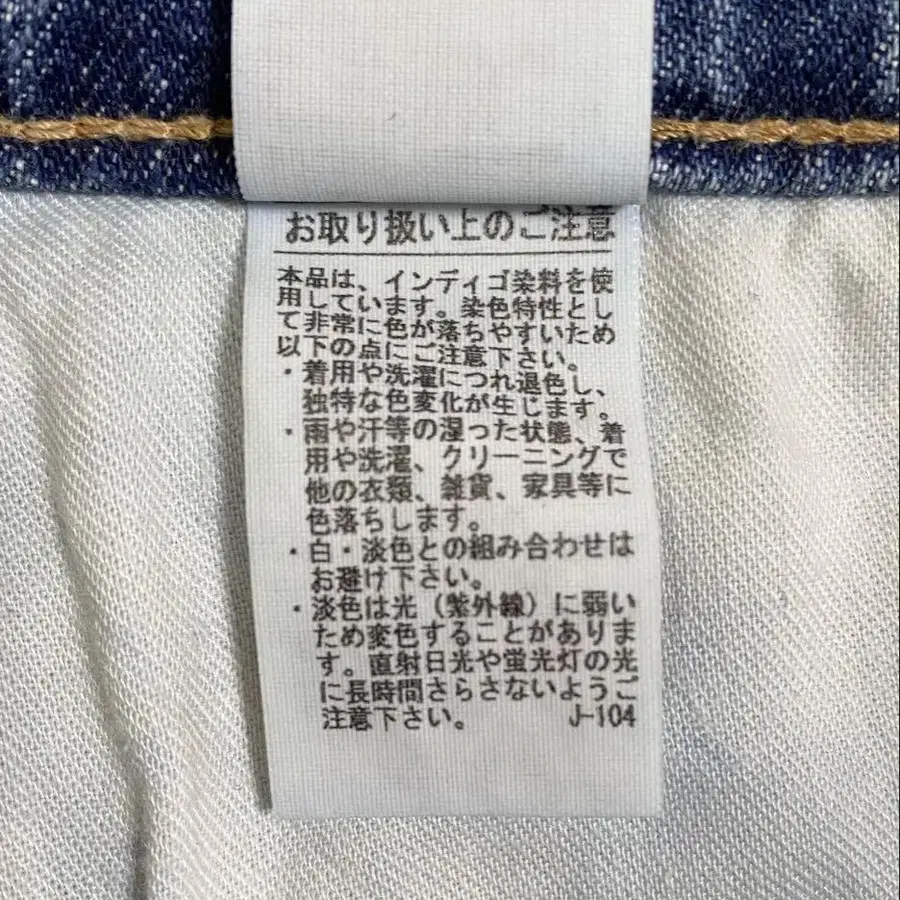 お取り扱い上のご注意
本品は、インディゴ染料を使
用しています。染色特性とし
て非常に色が落ちやすいため
以下の点にご注意下さい。
・着用や洗濯につれ退色し、
独特な色変化が生じます。
・雨や汗等の湿った状態、着
用や洗濯、クリーニングで
他の衣類、雑貨、家具等に
色落ちします。
・白・淡色との組み合わせは
お避け下さい。
・淡色は光（紫外線）に弱い
ため変色することがありま
す。直射日光や蛍光灯の光
に長時間さらさないようご
注意下さい。 J-104